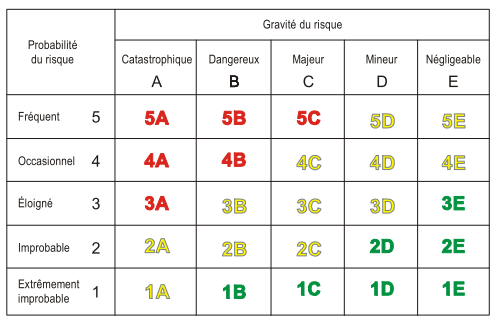 Probabilité
du risque
Gravité du risque
Catastrophique Dangereux Majeur Mineur Négligeable
A B C D E
Fréquent 5 5A 5B 5C 5D 5E
Occasionnel 4 4A 4B 4C 4D 4E
Éloigné 3 3A 3B 3C 3D 3E
Improbable 2 2A 2B 2C 2D 2E
Extrêmement
improbable 1 1A 1B 1C 1D 1E